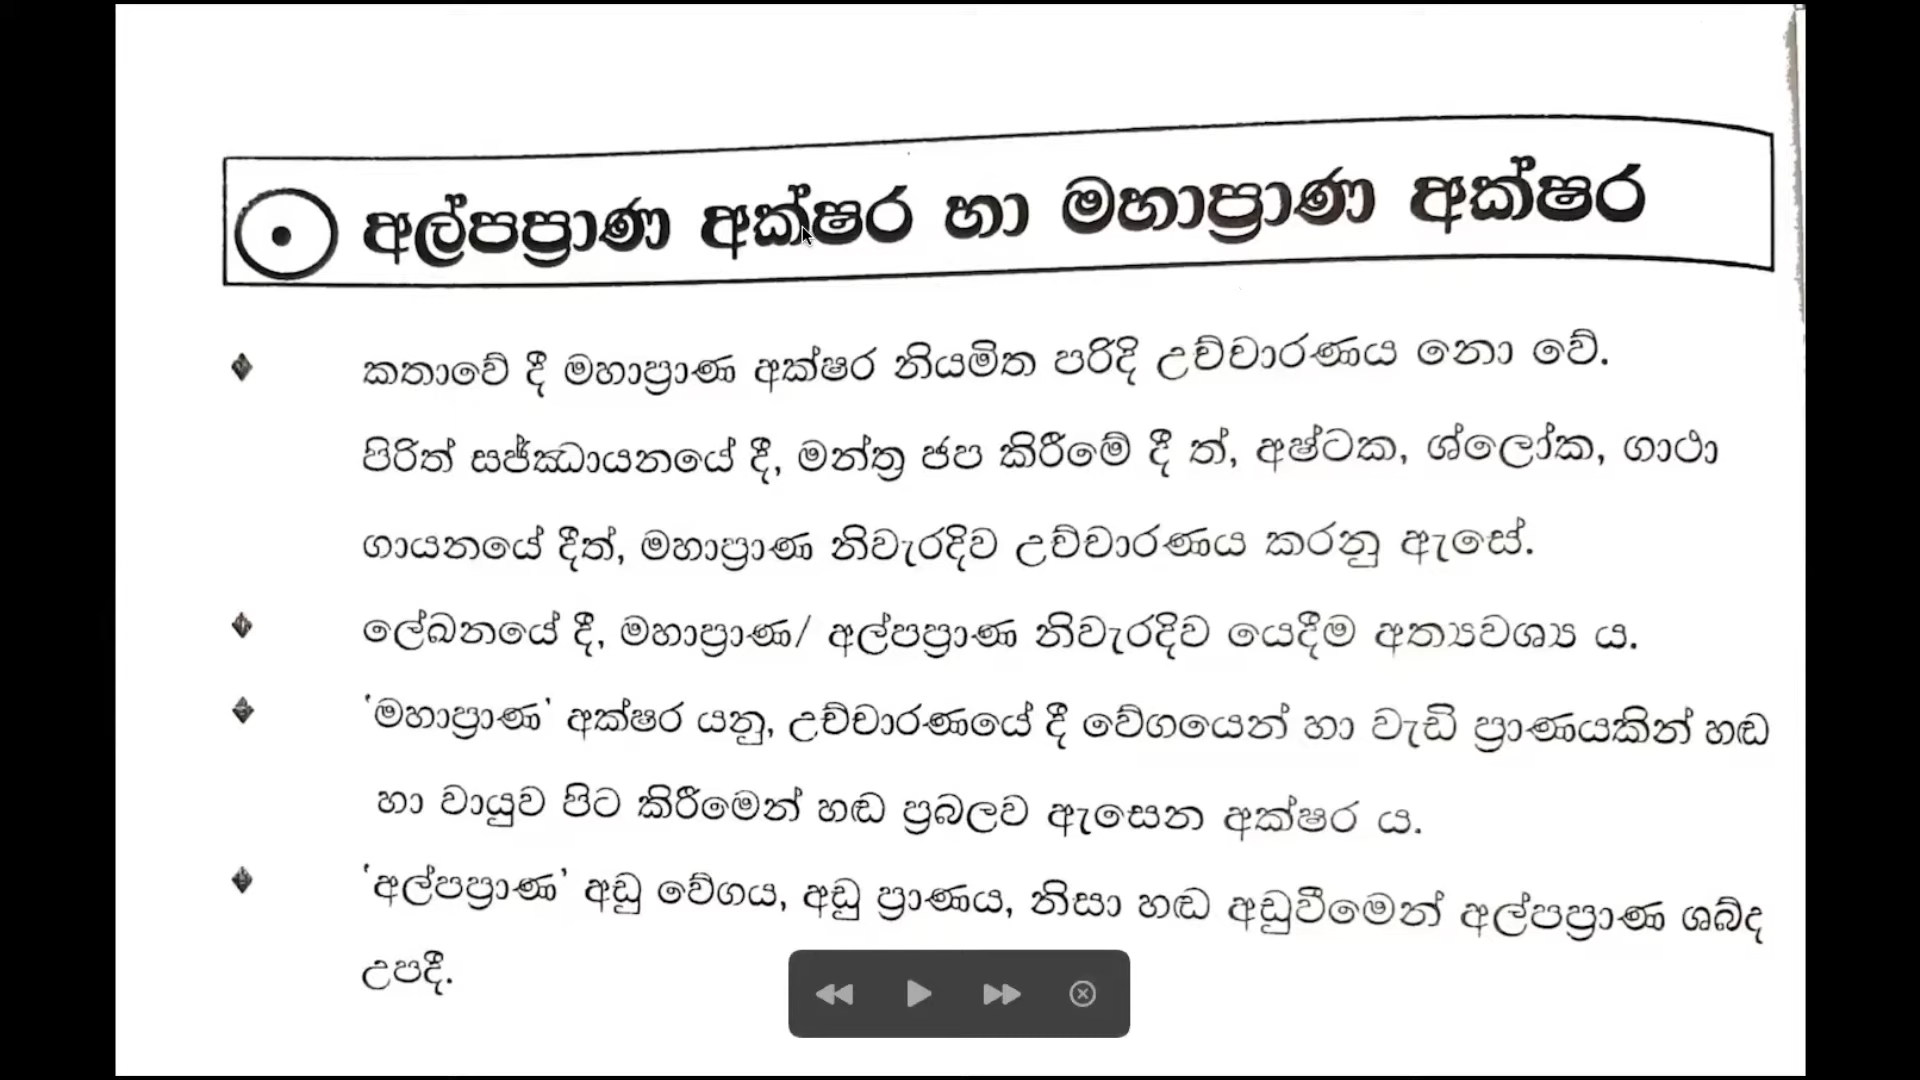 අල්පප්‍රාණ අක්ෂර හා මහාප්‍රාණ අක්ෂර
කතාවේ දී මහාප්‍රාණ අක්ෂර නියමිත පරිදි උච්චාරණය නො වේ.
පිරිත් සජ්ඣායනයේ දී, මන්ත්‍ර ජප කිරීමේ දී ත්, අෂ්ටක, ශ්ලෝක, ගාථා
ගායනයේ දීත්, මහාප්‍රාණ නිවැරදිව උච්චාරණය කරනු ඇසේ.
ලේඛනයේ දී, මහාප්‍රාණ/ අල්පප්‍රාණ නිවැරදිව යෙදීම අත්‍යවශ්‍ය ය.
'මහාප්‍රාණ' අක්ෂර යනු, උච්චාරණයේ දී වේගයෙන් හා වැඩි ප්‍රාණයකින් හඬ
හා වායුව පිට කිරීමෙන් හඬ ප්‍රබලව ඇසෙන අක්ෂර ය.
'අල්පප්‍රාණ' අඩු වේගය, අඩු ප්‍රාණය, නිසා හඬ අඩුවීමෙන් අල්පප්‍රාණ ශබ්ද
උපදී.